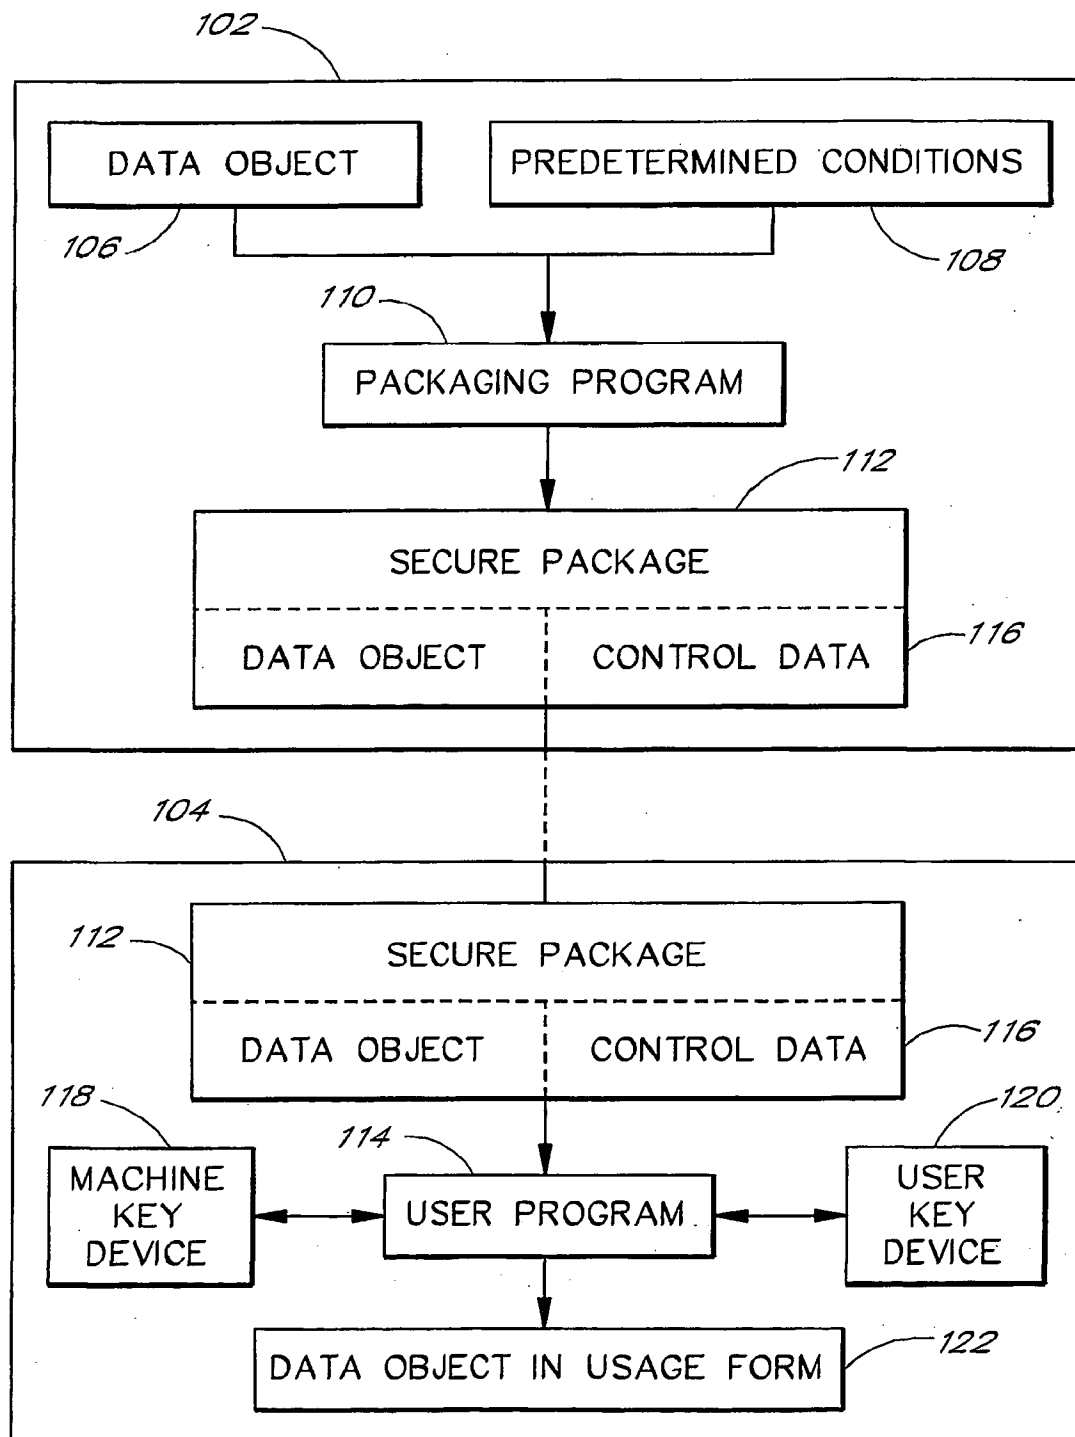 102
DATA OBJECT
PREDETERMINED CONDITIONS
106
108
110
PACKAGING PROGRAM
112
SECURE PACKAGE
DATA OBJECT
CONTROL DATA
116
104
112
SECURE PACKAGE
DATA OBJECT
CONTROL DATA
116
118
114
120
MACHINE
KEY
DEVICE
USER PROGRAM
USER
KEY
DEVICE
DATA OBJECT IN USAGE FORM
122